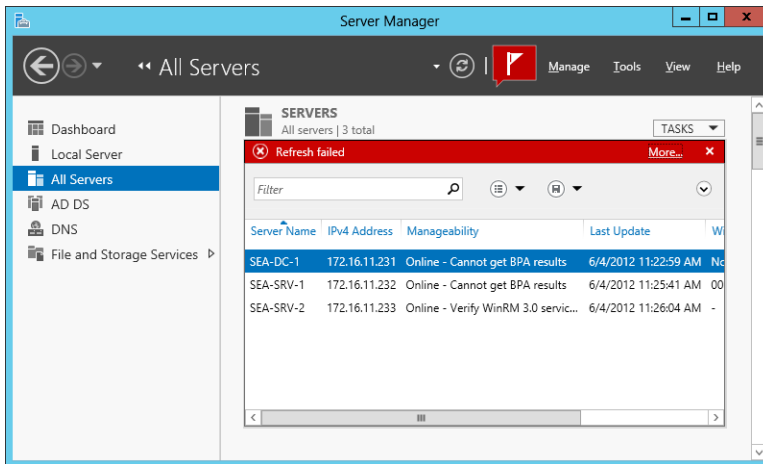 Server Manager
All Servers
Manage Tools View Help
Dashboard
Local Server
All Servers
AD DS
DNS
File and Storage Services
SERVERS
All servers | 3 total
TASKS
Refresh failed More...
Filter
Server Name IPv4 Address Manageability Last Update Wi
SEA-DC-1 172.16.11.231 Online - Cannot get BPA results 6/4/2012 11:22:59 AM No
SEA-SRV-1 172.16.11.232 Online - Cannot get BPA results 6/4/2012 11:25:41 AM 00
SEA-SRV-2 172.16.11.233 Online - Verify WinRM 3.0 servic... 6/4/2012 11:26:04 AM -